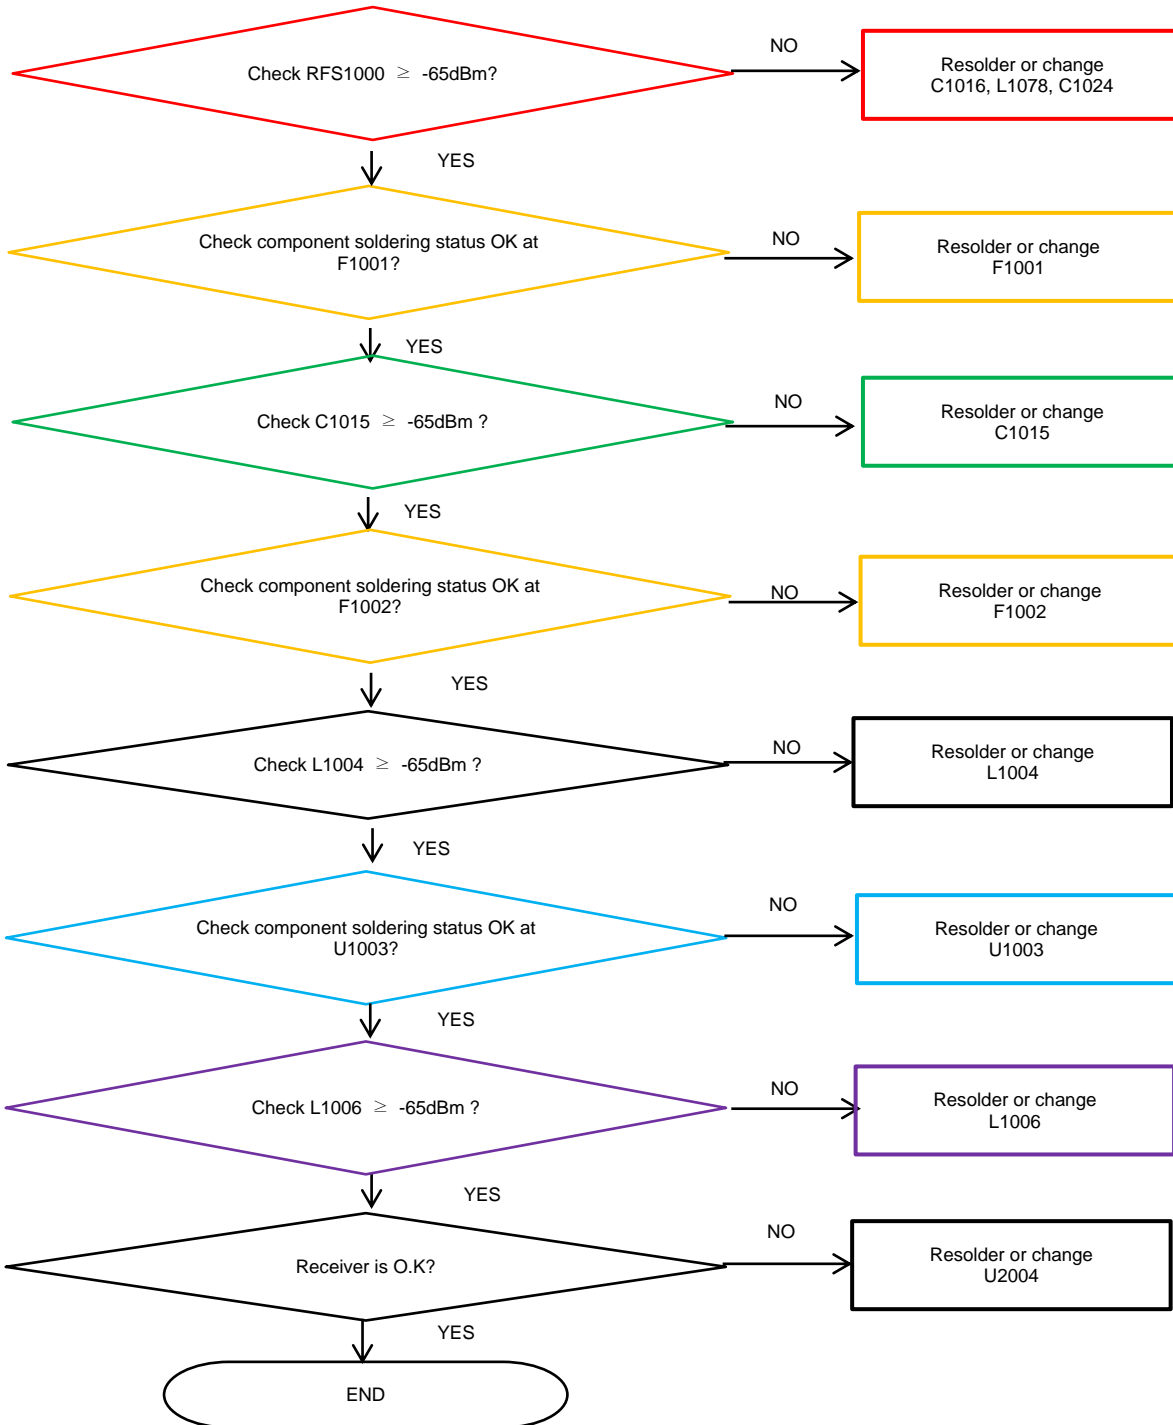 Check RFS1000 ≥ -65dBm?
NO
Resolder or change
C1016, L1078, C1024
YES
Check component soldering status OK at
F1001?
NO
Resolder or change
F1001
YES
Check C1015 ≥ -65dBm ?
NO
Resolder or change
C1015
YES
Check component soldering status OK at
F1002?
NO
Resolder or change
F1002
YES
Check L1004 ≥ -65dBm ?
NO
Resolder or change
L1004
YES
Check component soldering status OK at
U1003?
NO
Resolder or change
U1003
YES
Check L1006 ≥ -65dBm ?
NO
Resolder or change
L1006
YES
Receiver is O.K?
NO
Resolder or change
U2004
YES
END